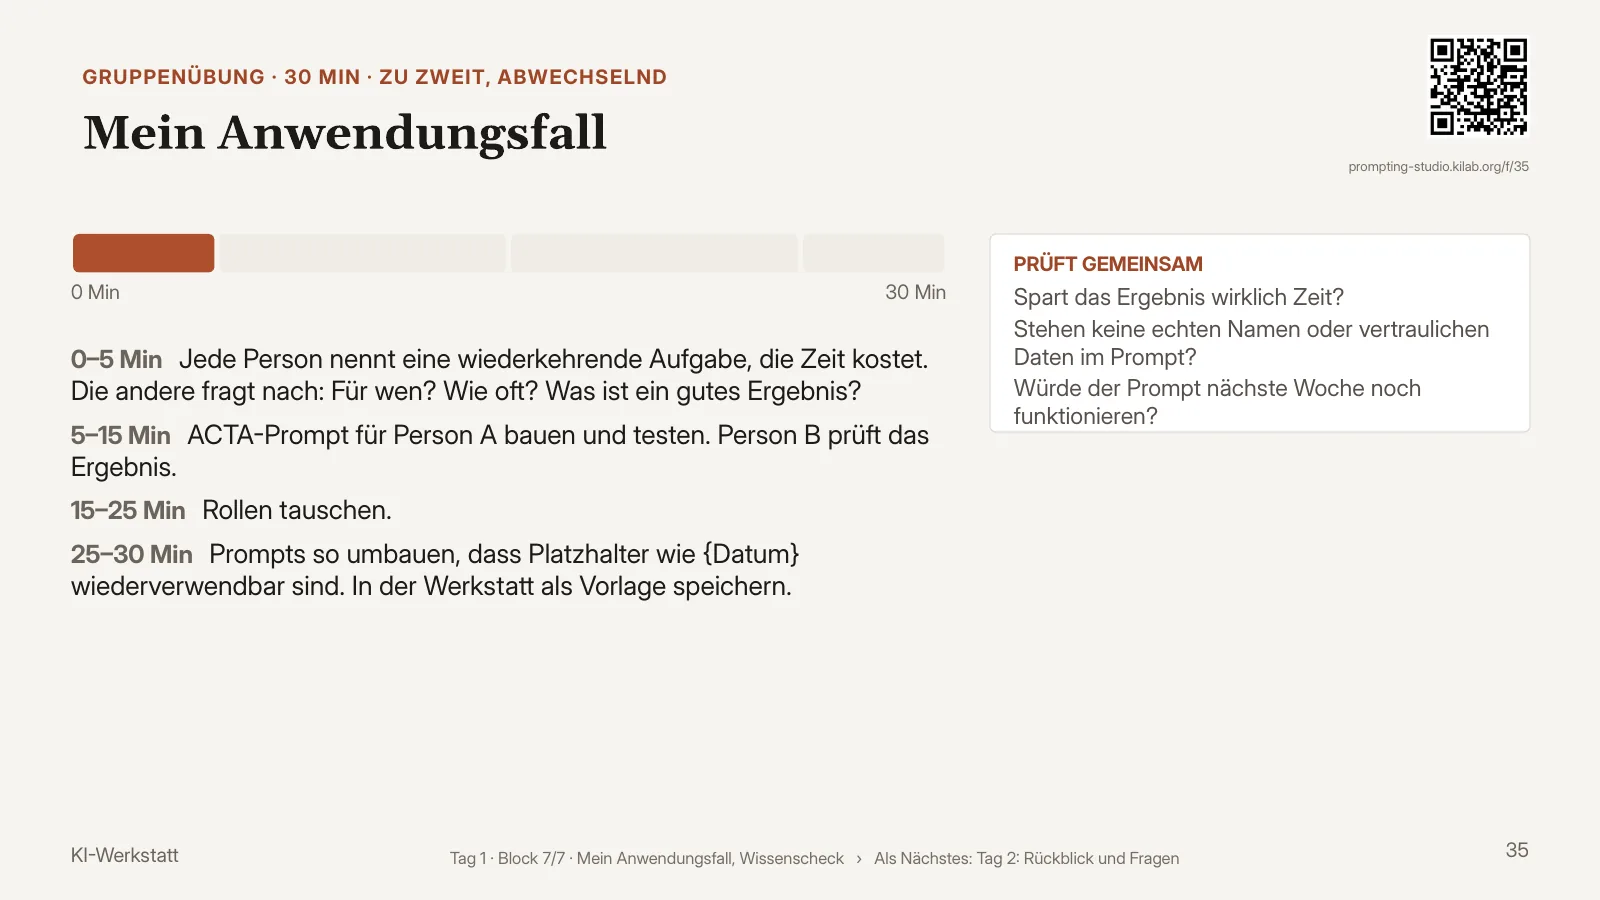 GRUPPENÜBUNG · 30 MIN · ZU ZWEIT, ABWECHSELND
Mein Anwendungsfall
prompting-studio.kilab.org/f/35
0 Min
30 Min
0–5 Min Jede Person nennt eine wiederkehrende Aufgabe, die Zeit kostet.
Die andere fragt nach: Für wen? Wie oft? Was ist ein gutes Ergebnis?
5–15 Min ACTA-Prompt für Person A bauen und testen. Person B prüft das
Ergebnis.
15–25 Min Rollen tauschen.
25–30 Min Prompts so umbauen, dass Platzhalter wie {Datum}
wiederverwendbar sind. In der Werkstatt als Vorlage speichern.
PRÜFT GEMEINSAM
Spart das Ergebnis wirklich Zeit?
Stehen keine echten Namen oder vertraulichen
Daten im Prompt?
Würde der Prompt nächste Woche noch
funktionieren?
KI-Werkstatt
Tag 1 · Block 7/7 · Mein Anwendungsfall, Wissenscheck › Als Nächstes: Tag 2: Rückblick und Fragen
35